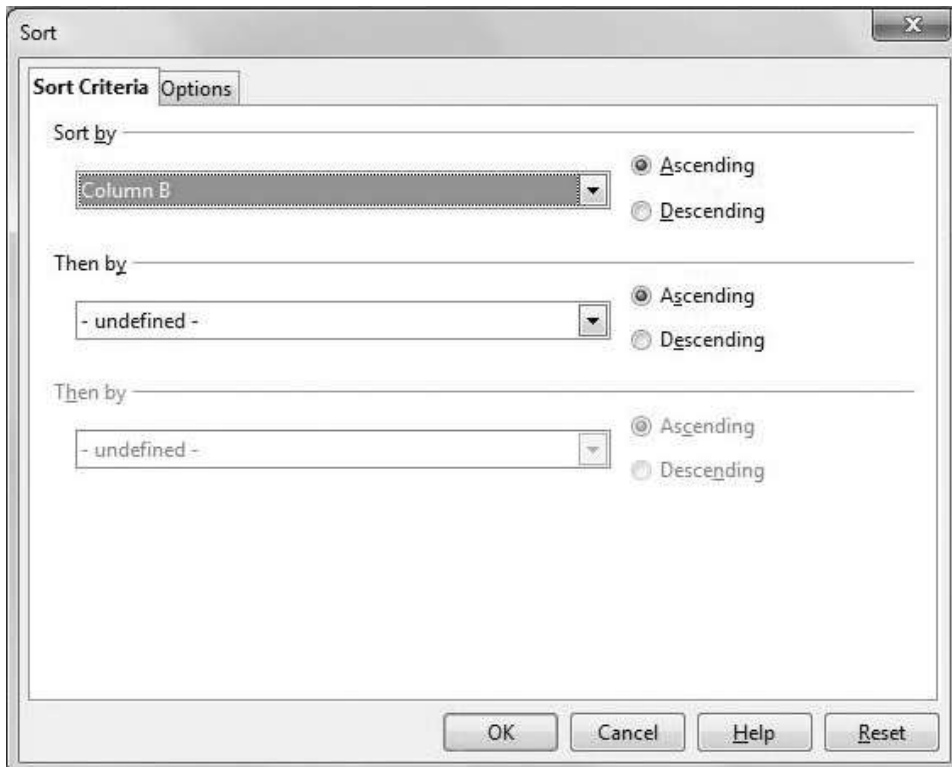 Sort
X
Sort Criteria Options
Sort by
Column B
Ascending
Descending
Then by
- undefined -
Ascending
Descending
Then by
- undefined -
Ascending
Descending
OK Cancel Help Reset